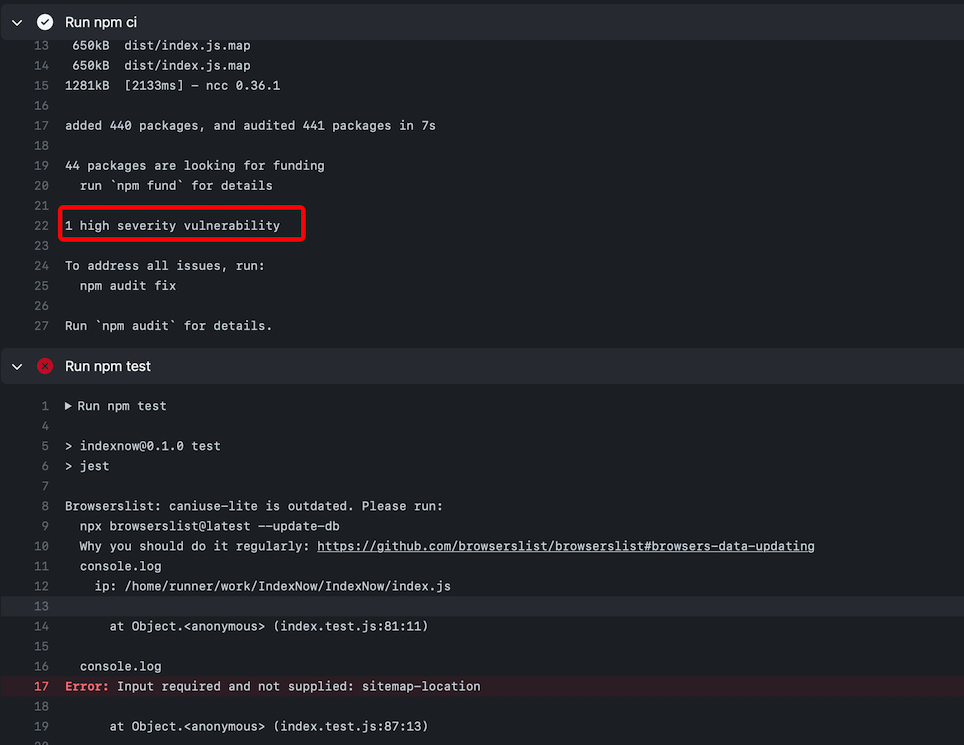 Run npm ci
13 650kB dist/index.js.map
14 650kB dist/index.js.map
15 1281kB [2133ms] - ncc 0.36.1
16
17 added 440 packages, and audited 441 packages in 7s
18
19 44 packages are looking for funding
20 run `npm fund` for details
21
22 1 high severity vulnerability
23
24 To address all issues, run:
25 npm audit fix
26
27 Run `npm audit` for details.
Run npm test
1 ▶ Run npm test
4
5 > indexnow@0.1.0 test
6 > jest
7
8 Browserslist: caniuse-lite is outdated. Please run:
9 npx browserslist@latest --update-db
10 Why you should do it regularly: https://github.com/browserslist/browserslist#browsers-data-updating
11 console.log
12 ip: /home/runner/work/IndexNow/IndexNow/index.js
13
14 at Object.<anonymous> (index.test.js:81:11)
15
16 console.log
17 Error: Input required and not supplied: sitemap-location
18
19 at Object.<anonymous> (index.test.js:87:13)
20